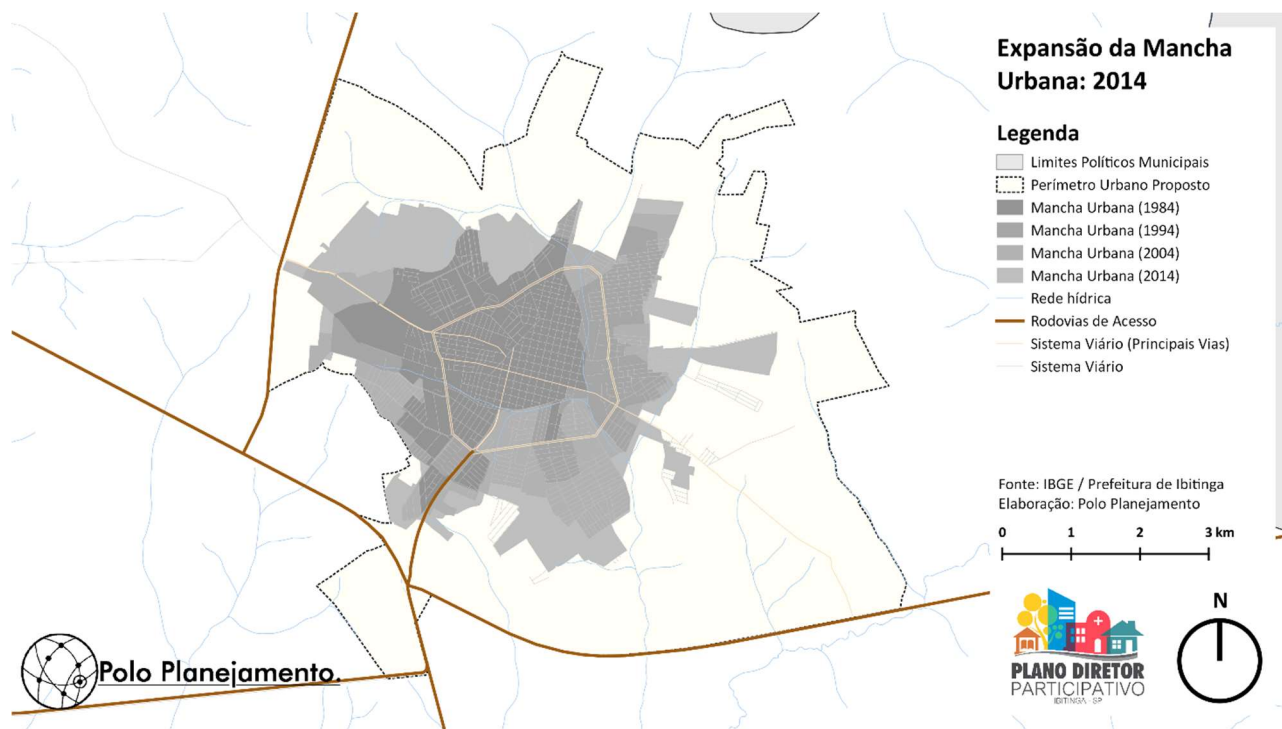 Expansão da Mancha
Urbana: 2014
Legenda
Limites Políticos Municipais
Perímetro Urbano Proposto
Mancha Urbana (1984)
Mancha Urbana (1994)
Mancha Urbana (2004)
Mancha Urbana (2014)
Rede hídrica
Rodovias de Acesso
Sistema Viário (Principais Vias)
Sistema Viário
Fonte: IBGE / Prefeitura de Ibitinga
Elaboração: Polo Planejamento
0 1 2 3 km
PLANO DIRETOR
PARTICIPATIVO
IBITINGA - SP
N
Polo Planejamento.